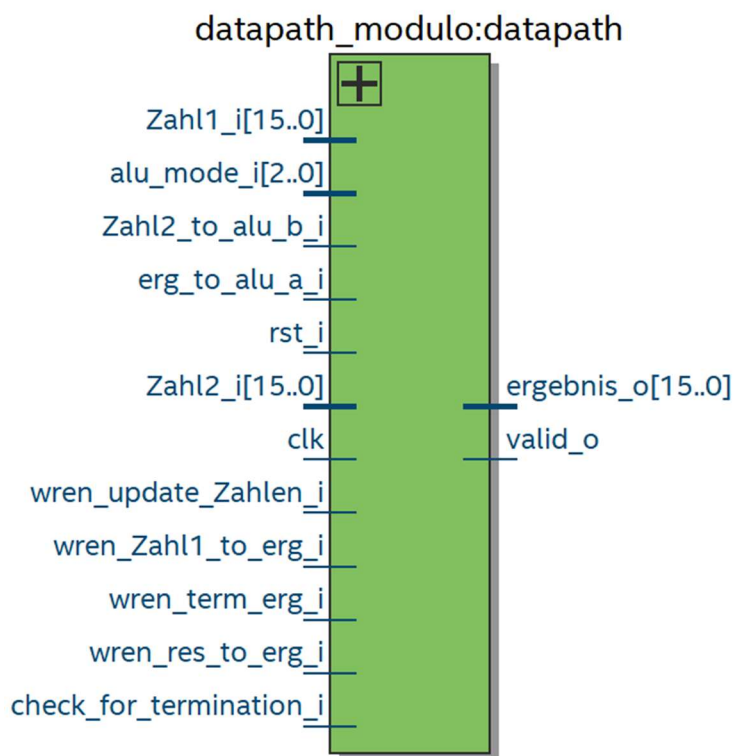 datapath_modulo:datapath
Zahl1_i[15..0]
alu_mode_i[2..0]
Zahl2_to_alu_b_i
erg_to_alu_a_i
rst_i
Zahl2_i[15..0]
ergebnis_o[15..0]
clk
valid_o
wren_update_Zahlen_i
wren_Zahl1_to_erg_i
wren_term_erg_i
wren_res_to_erg_i
check_for_termination_i